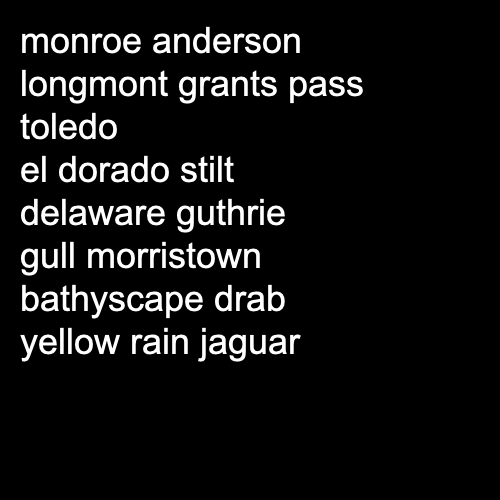 monroe anderson
longmont grants pass
toledo
el dorado stilt
delaware guthrie
gull morristown
bathyscape drab
yellow rain jaguar